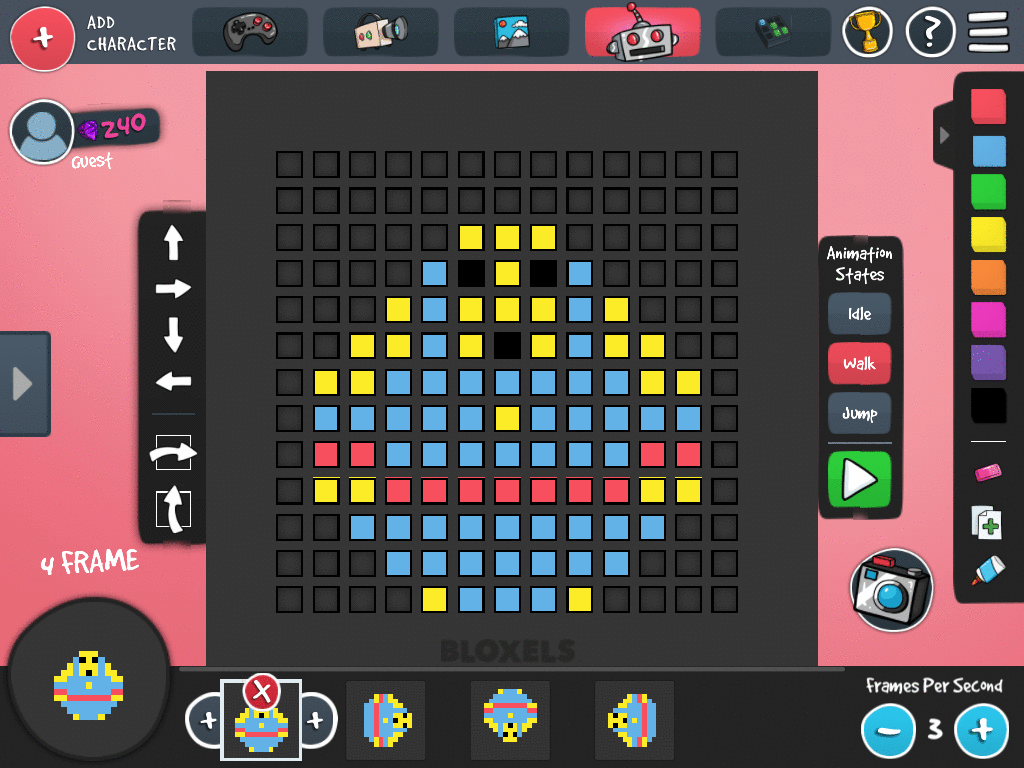 ADD
CHARACTER
240
Guest
Animation
States
Idle
Walk
Jump
4 FRAME
BLOXELS
Frames Per Second
3